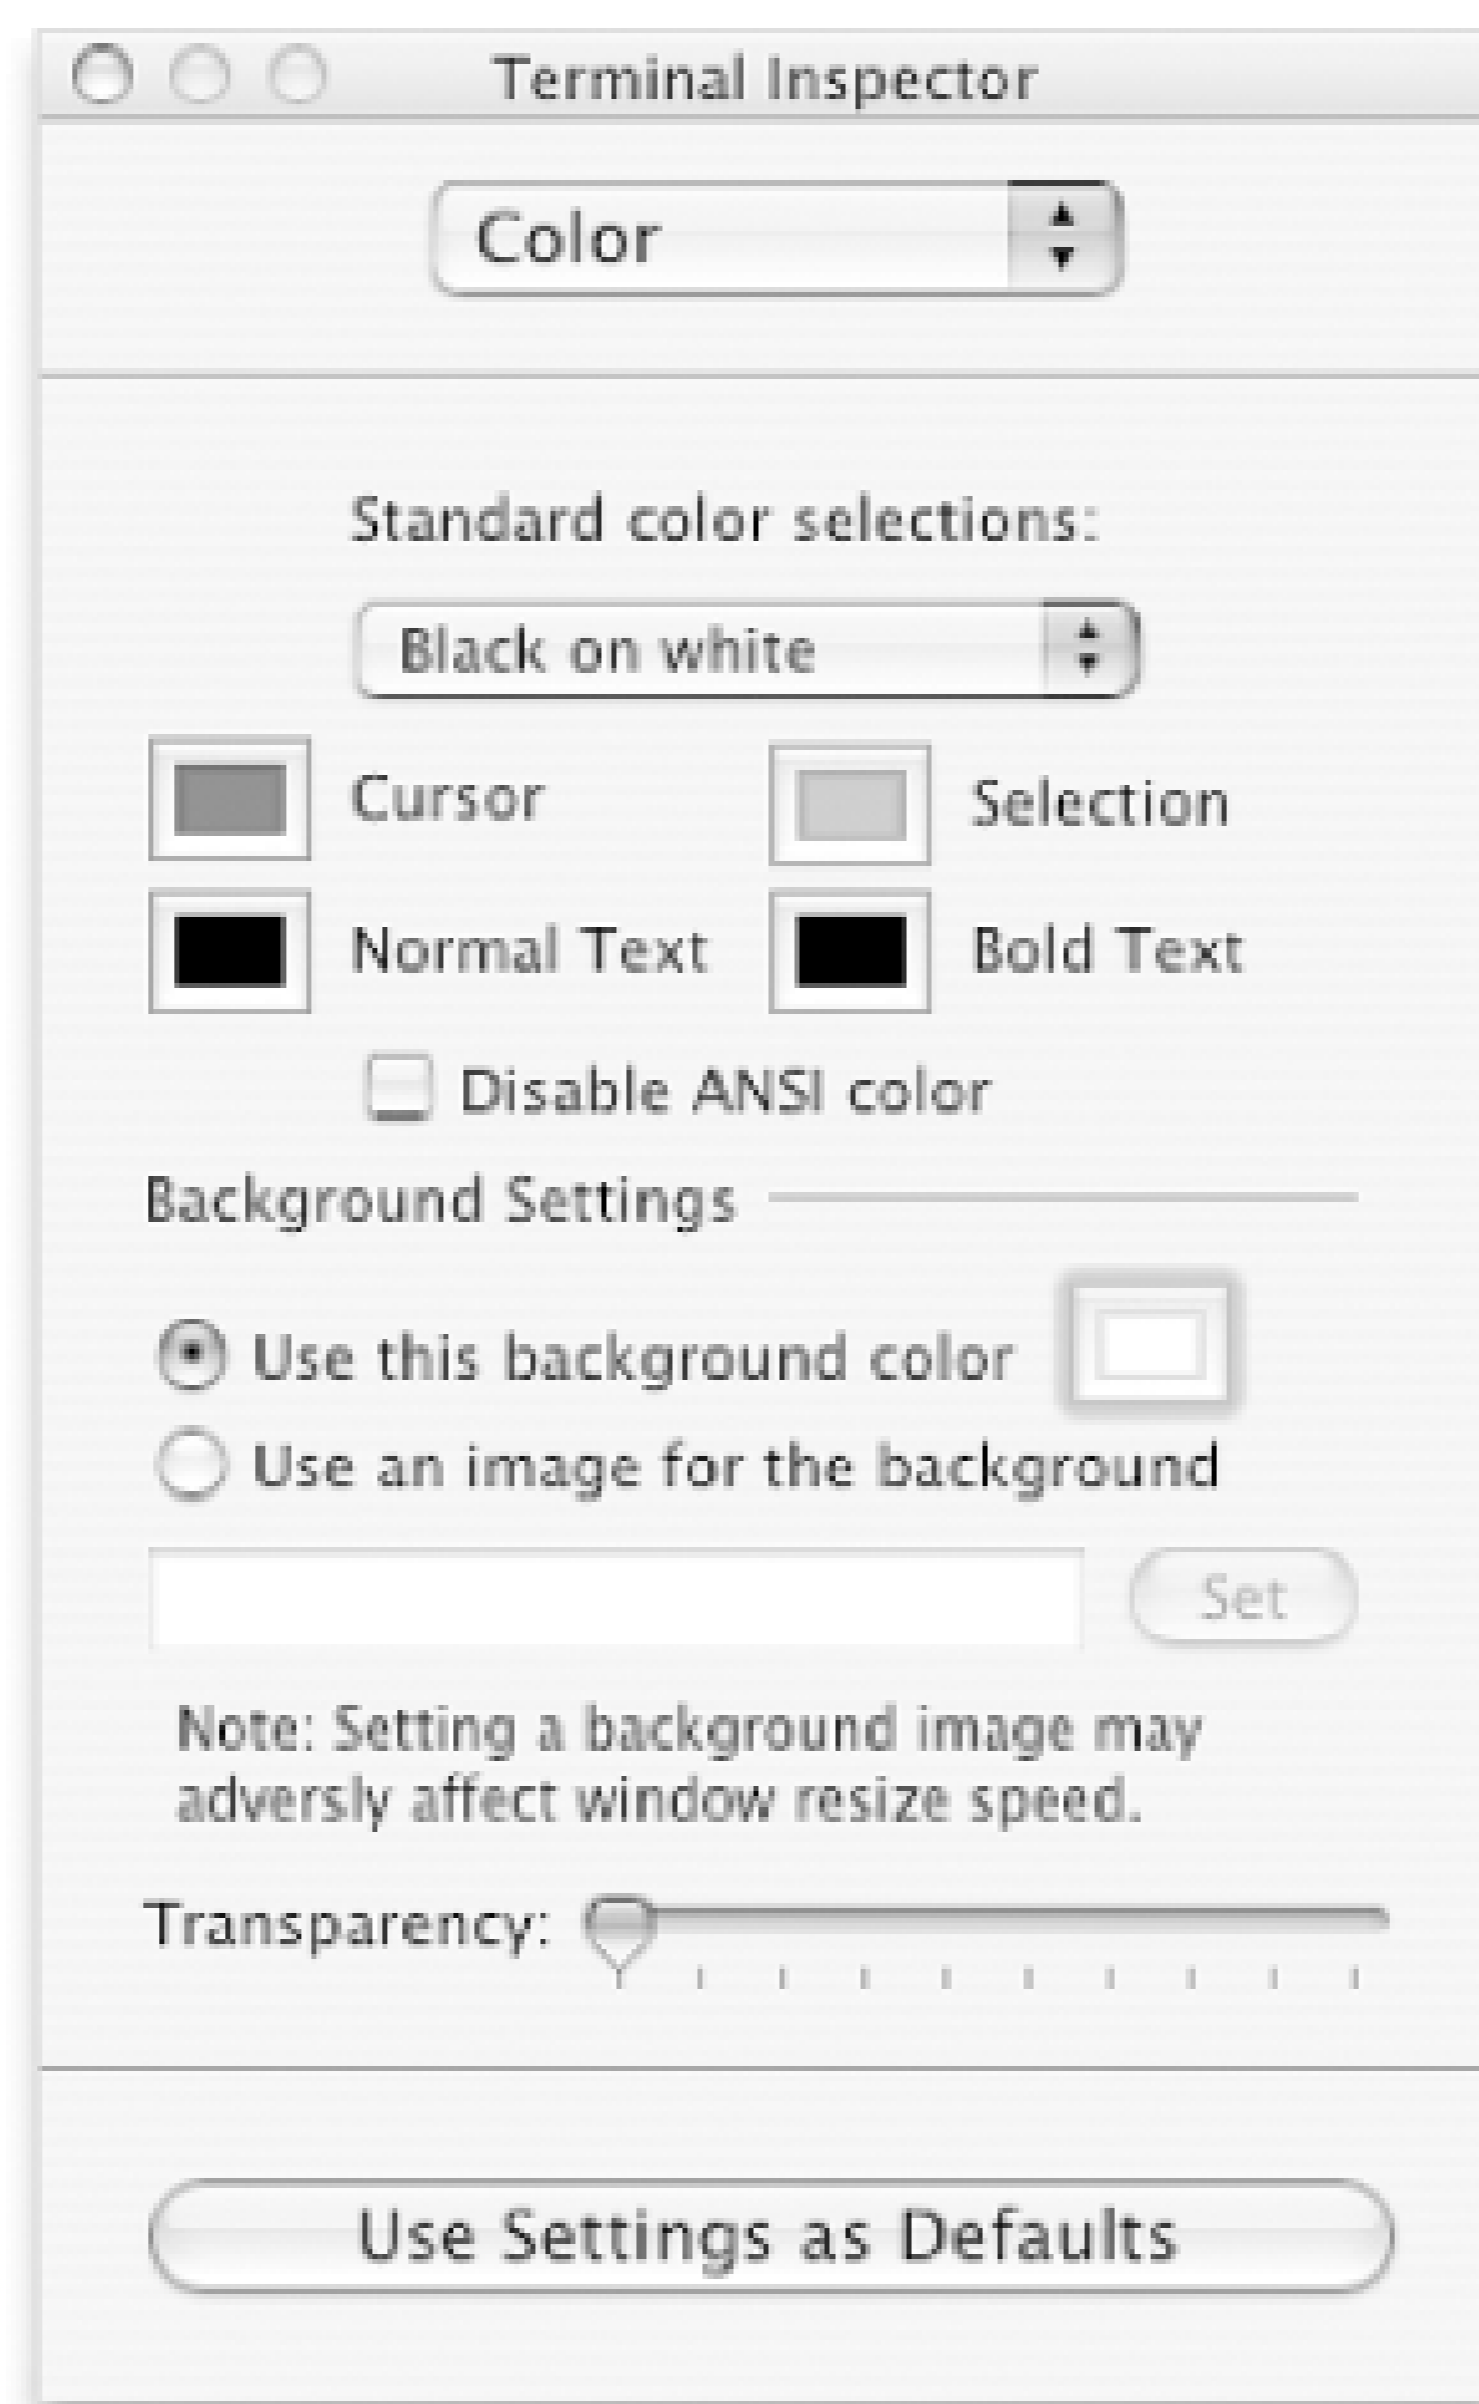 Terminal Inspector
Color
Standard color selections:
Black on white
Cursor Selection
Normal Text Bold Text
Disable ANSI color
Background Settings
Use this background color
Use an image for the background
Set
Note: Setting a background image may
adversly affect window resize speed.
Transparency:
Use Settings as Defaults